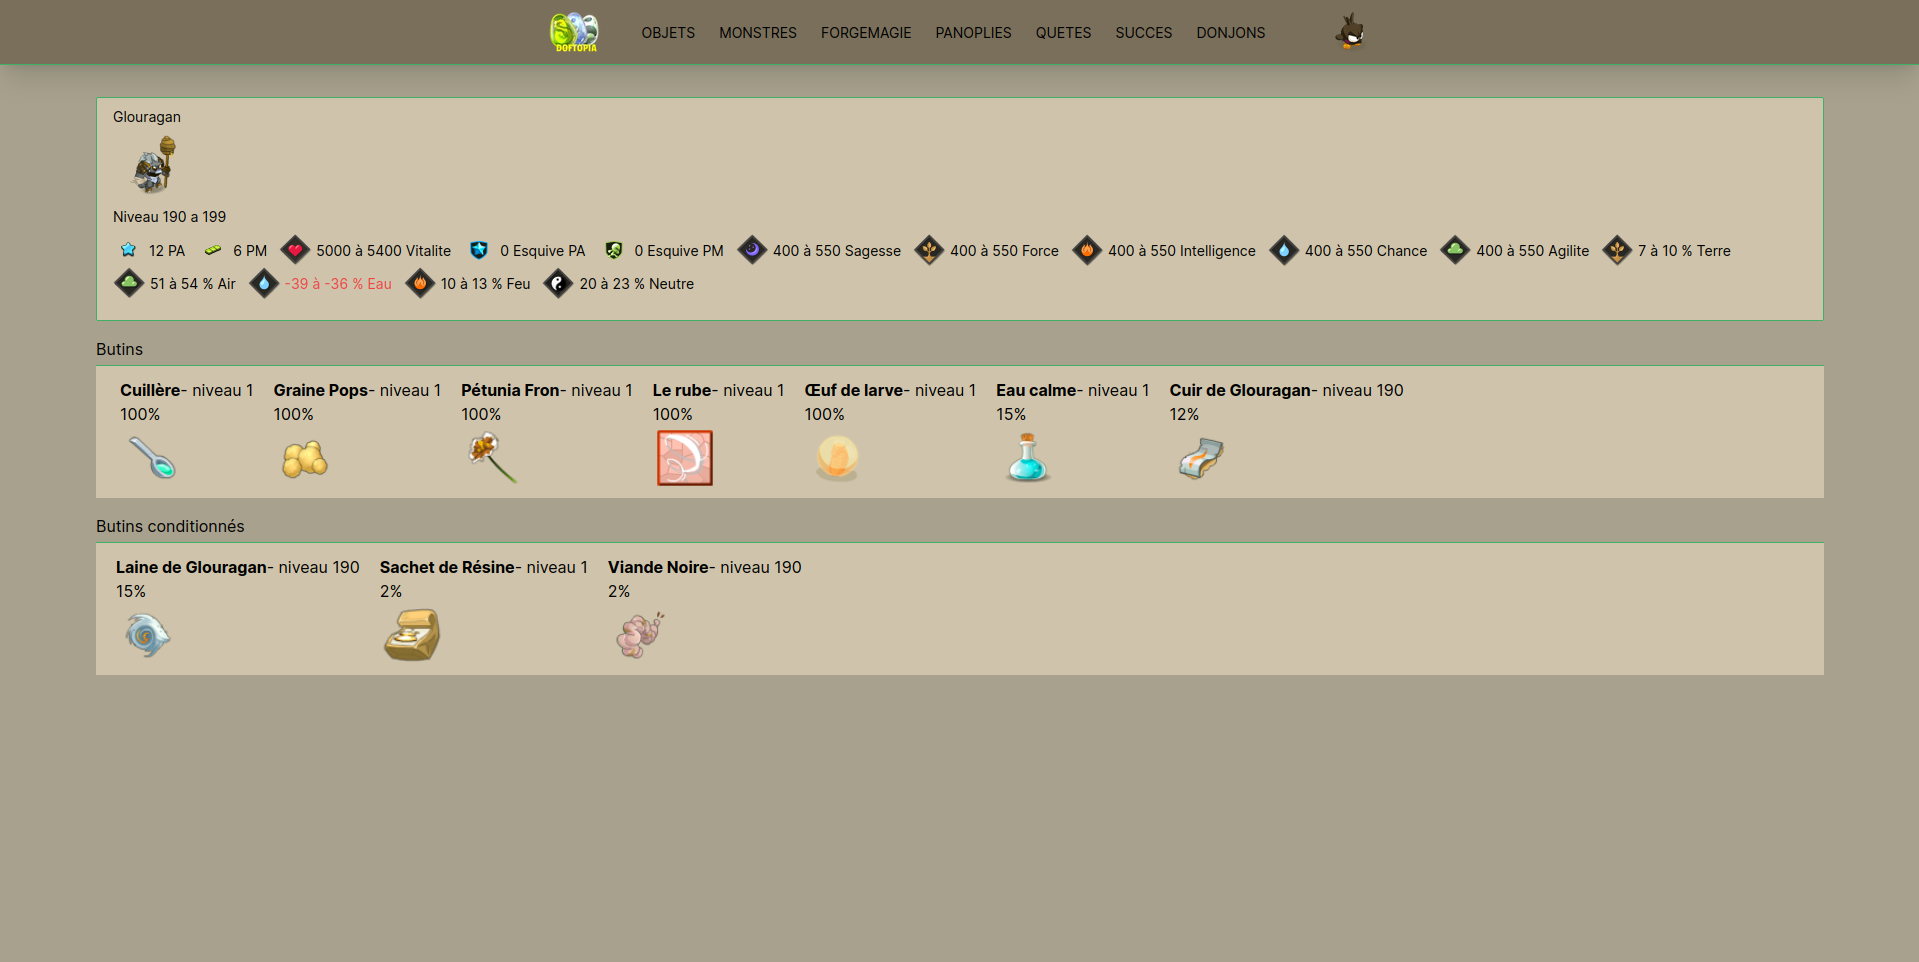 DOFTOPIA
OBJETS MONSTRES FORGEMAGIE PANOPLIES QUETES SUCCES DONJONS
Glouragan
Niveau 190 a 199
12 PA 6 PM 5000 à 5400 Vitalite 0 Esquive PA 0 Esquive PM 400 à 550 Sagesse 400 à 550 Force 400 à 550 Intelligence 400 à 550 Chance 400 à 550 Agilite 7 à 10 % Terre
51 à 54 % Air -39 à -36 % Eau 10 à 13 % Feu 20 à 23 % Neutre
Butins
Cuillère- niveau 1 Graine Pops- niveau 1 Pétunia Fron- niveau 1 Le rube- niveau 1 Œuf de larve- niveau 1 Eau calme- niveau 1 Cuir de Glouragan- niveau 190
100% 100% 100% 100% 100% 15% 12%
Butins conditionnés
Laine de Glouragan- niveau 190 Sachet de Résine- niveau 1 Viande Noire- niveau 190
15% 2% 2%